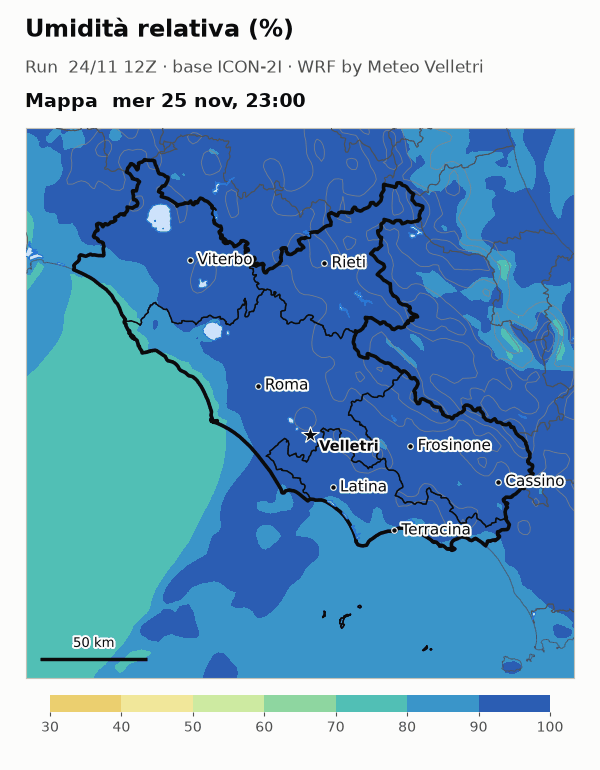 Umidità relativa (%)
Run  24/11 12Z · base ICON-2I · WRF by Meteo Velletri
Mappa  mer 25 nov, 23:00
Viterbo
Rieti
Roma
Velletri
Frosinone
Cassino
Latina
Terracina
50 km
30 40 50 60 70 80 90 100